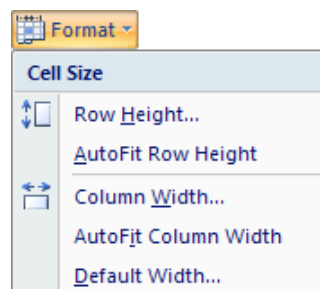 Format
Cell Size
Row Height...
AutoFit Row Height
Column Width...
AutoFit Column Width
Default Width...